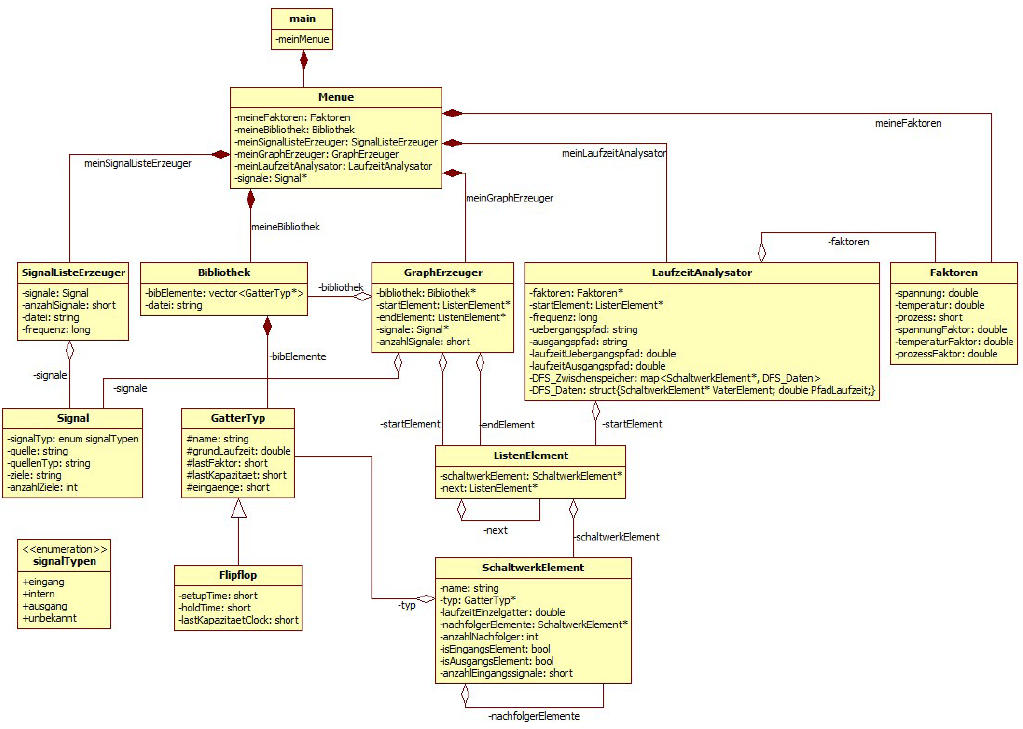 main
-meinMenue
Menue
-meineFaktoren: Faktoren
-meineBibliothek: Bibliothek
-meinSignalListeErzeuger: SignalListeErzeuger
-meinGraphErzeuger: GraphErzeuger
-meinLaufzeitAnalysator: LaufzeitAnalysator
-signale: Signal*
meineFaktoren
meinLaufzeitAnalysator
meinSignalListeErzeuger
meinGraphErzeuger
meineBibliothek
-faktoren
SignalListeErzeuger
-signale: Signal
-anzahlSignale: short
-datei: string
-frequenz: long
Bibliothek
-bibElemente: vector<GatterTyp*>
-datei: string
-bibliothek
GraphErzeuger
-bibliothek: Bibliothek*
-startElement: ListenElement*
-endElement: ListenElement*
-signale: Signal*
-anzahlSignale: short
LaufzeitAnalysator
-faktoren: Faktoren*
-startElement: ListenElement*
-frequenz: long
-uebergangspfad: string
-ausgangspfad: string
-laufzeitUebergangspfad: double
-laufzeitAusgangspfad: double
-DFS_Zwischenspeicher: map<SchaltwerkElement*, DFS_Daten>
-DFS_Daten: struct{SchaltwerkElement* VaterElement; double PfadLaufzeit;}
Faktoren
-spannung: double
-temperatur: double
-prozess: short
-spannungFaktor: double
-temperaturFaktor: double
-prozessFaktor: double
-signale
-signale
-bibElemente
-startElement
-endElement
-startElement
Signal
-signalTyp: enum signalTypen
-quelle: string
-quellenTyp: string
-ziele: string
-anzahlZiele: int
GatterTyp
#name: string
#grundLaufzeit: double
#lastFaktor: short
#lastKapazitaet: short
#eingaenge: short
ListenElement
-schaltwerkElement: SchaltwerkElement*
-next: ListenElement*
-next
-schaltwerkElement
<<enumeration>>
signalTypen
+eingang
+intern
+ausgang
+unbekannt
Flipflop
-setupTime: short
-holdTime: short
-lastKapazitaetClock: short
-typ
SchaltwerkElement
-name: string
-typ: GatterTyp*
-laufzeitEinzelgatter: double
-nachfolgerElemente: SchaltwerkElement*
-anzahlNachfolger: int
-isEingangsElement: bool
-isAusgangsElement: bool
-anzahlEingangssignale: short
-nachfolgerElemente